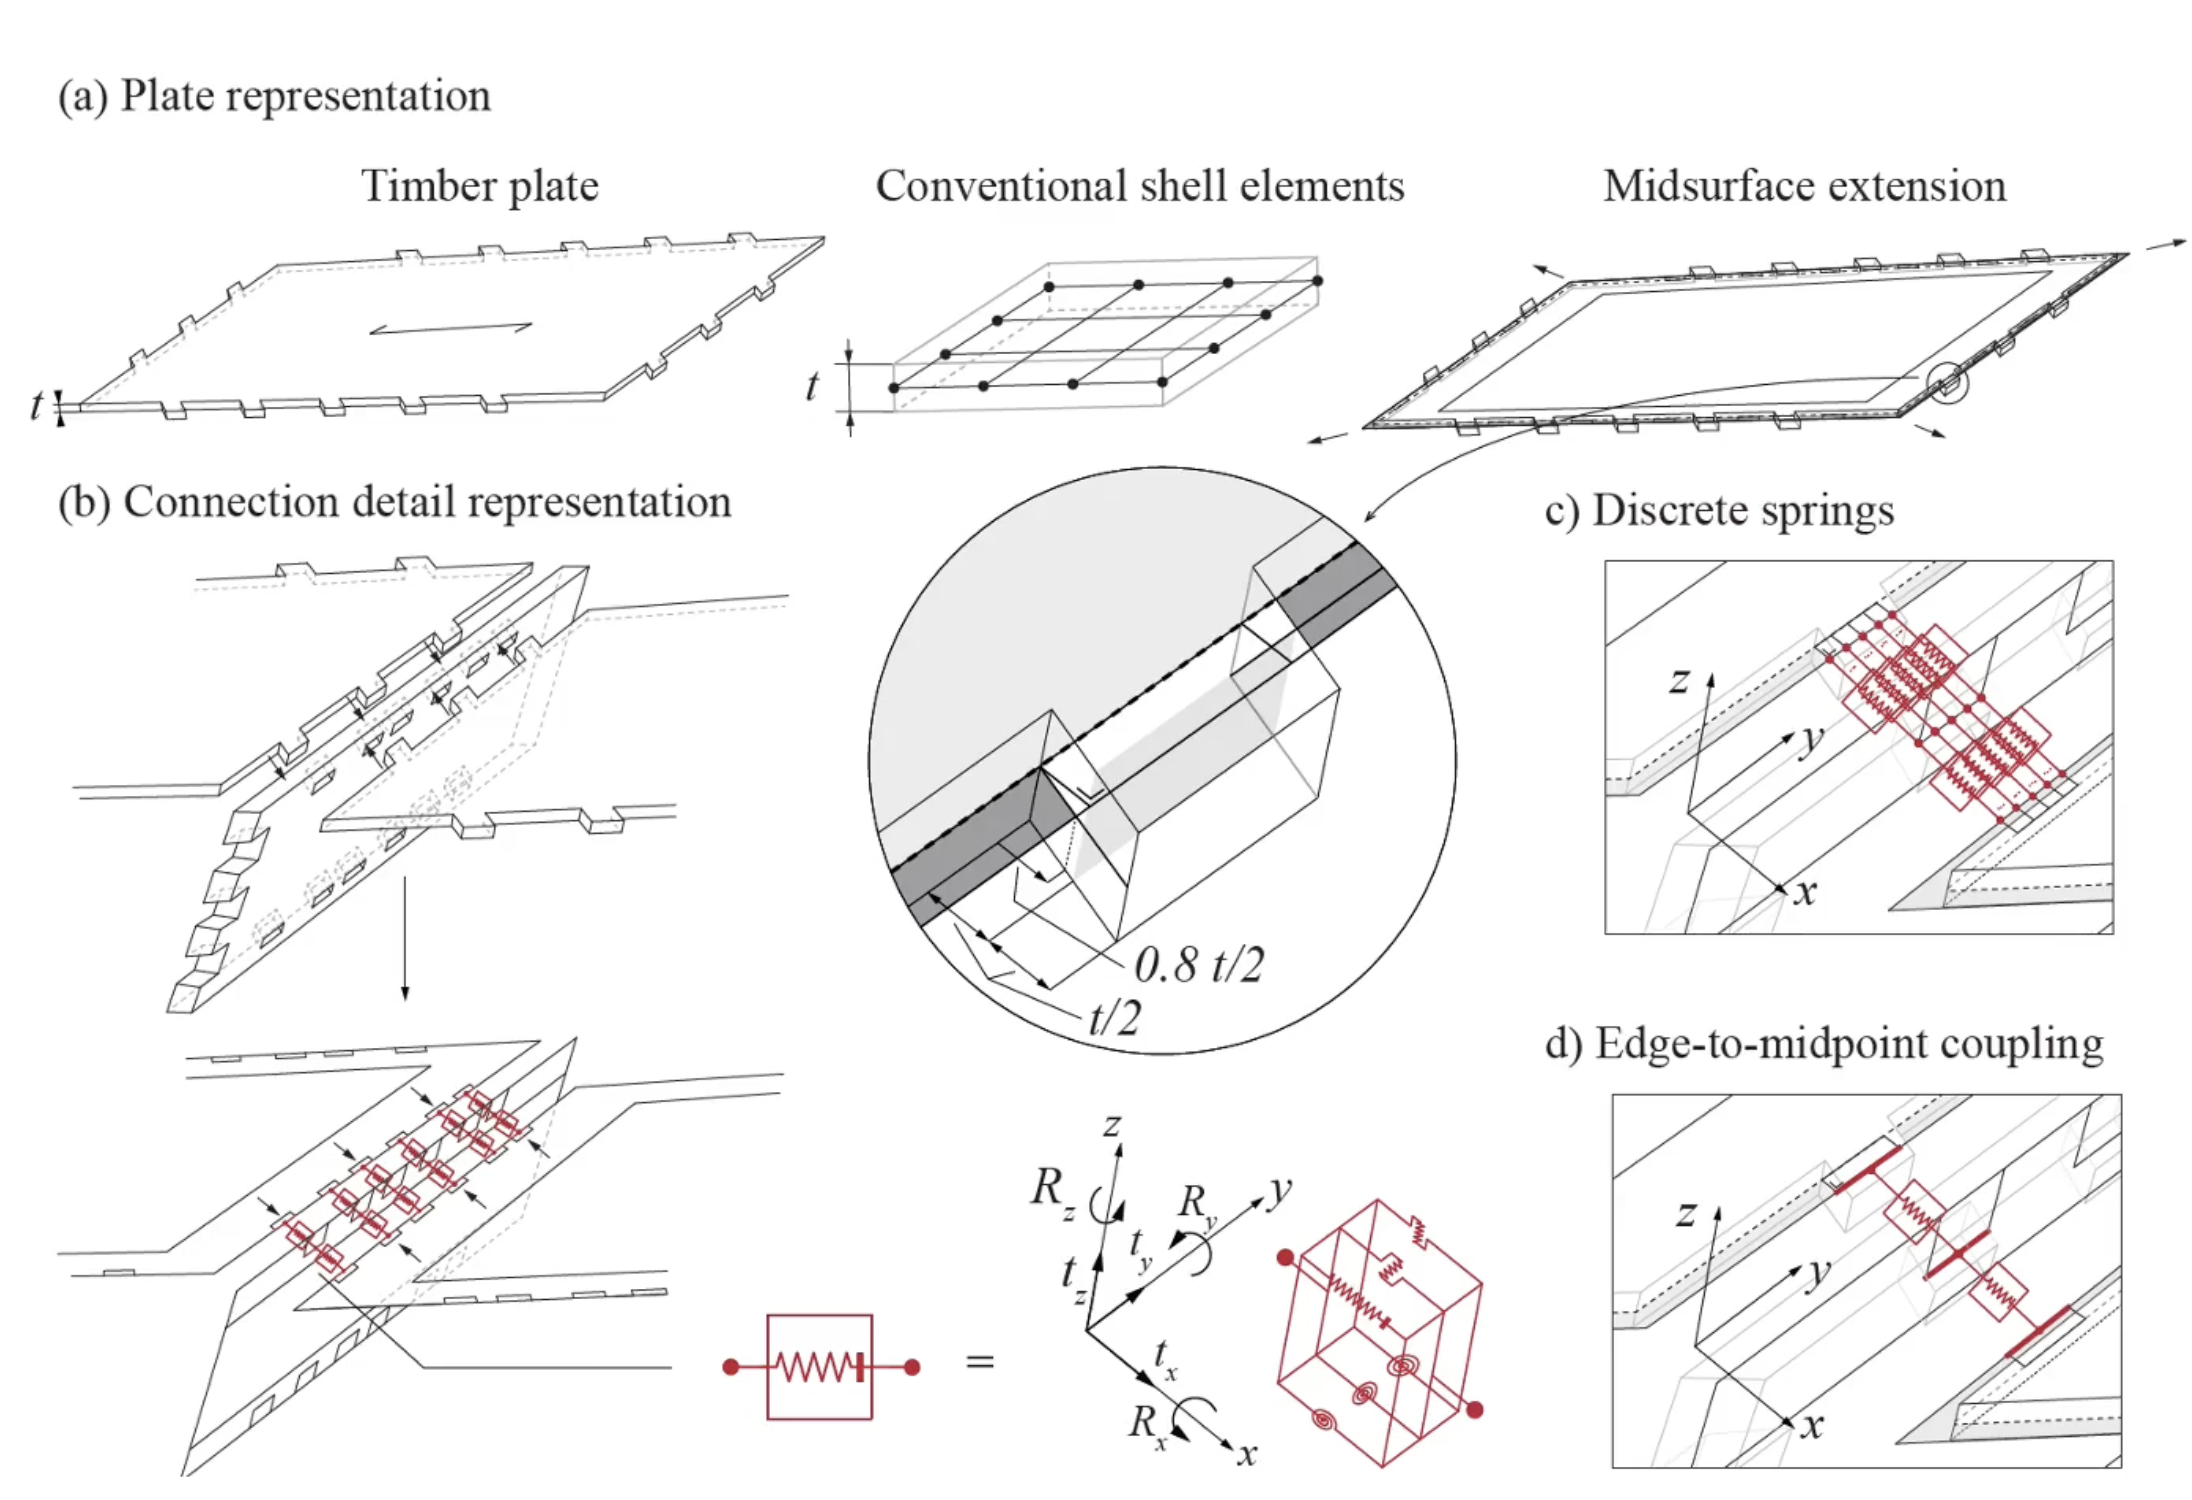 (a) Plate representation
Timber plate
Conventional shell elements
Midsurface extension
t
t
(b) Connection detail representation
c) Discrete springs
z
y
x
0.8 t/2
t/2
d) Edge-to-midpoint coupling
z
y
x
z
R_z
R_y
y
t_y
t_z
=
t_x
R_x
x